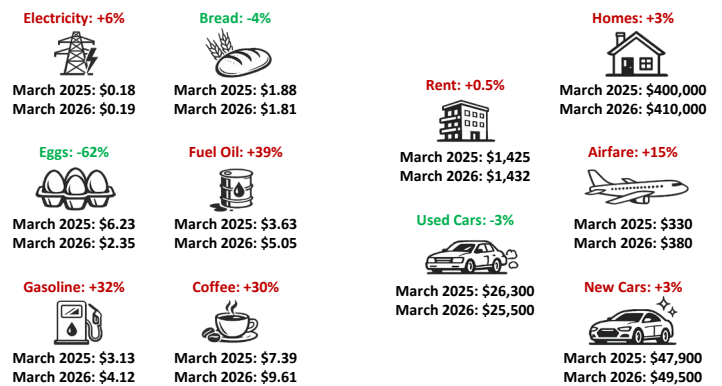 Electricity: +6%
March 2025: $0.18
March 2026: $0.19
Bread: -4%
March 2025: $1.88
March 2026: $1.81
Eggs: -62%
March 2025: $6.23
March 2026: $2.35
Fuel Oil: +39%
March 2025: $3.63
March 2026: $5.05
Gasoline: +32%
March 2025: $3.13
March 2026: $4.12
Coffee: +30%
March 2025: $7.39
March 2026: $9.61
Rent: +0.5%
March 2025: $1,425
March 2026: $1,432
Used Cars: -3%
March 2025: $26,300
March 2026: $25,500
Homes: +3%
March 2025: $400,000
March 2026: $410,000
Airfare: +15%
March 2025: $330
March 2026: $380
New Cars: +3%
March 2025: $47,900
March 2026: $49,500